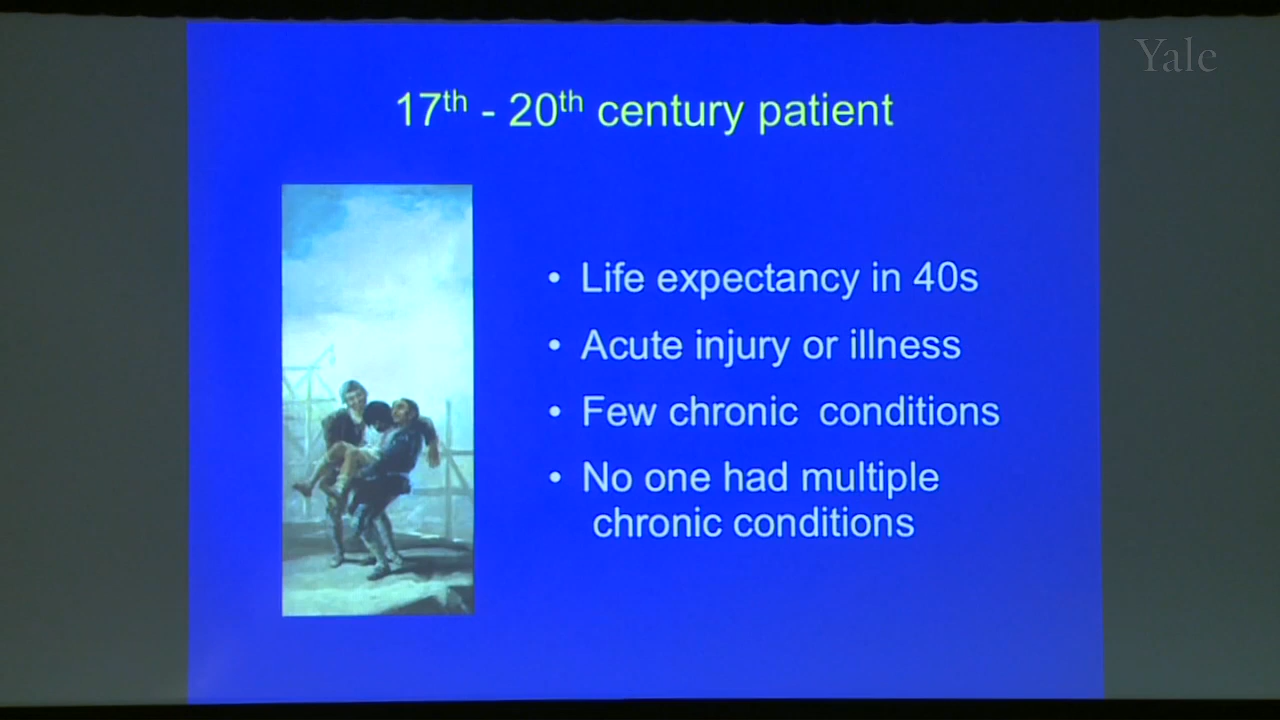 Yale
17th - 20th century patient
• Life expectancy in 40s
• Acute injury or illness
• Few chronic conditions
• No one had multiple
chronic conditions